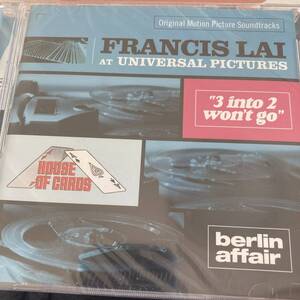 Original Motion Picture Soundtracks
FRANCIS LAI
AT UNIVERSAL PICTURES
"3 into 2
won't go"
HOUSE
OF CARDS
berlin
affair